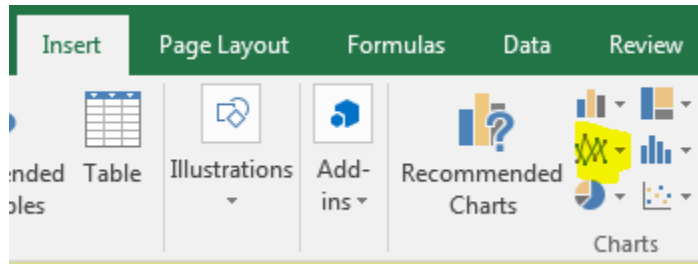 Insert Page Layout Formulas Data Review
ended Table Illustrations Add- Recommended
bles ins Charts
Charts